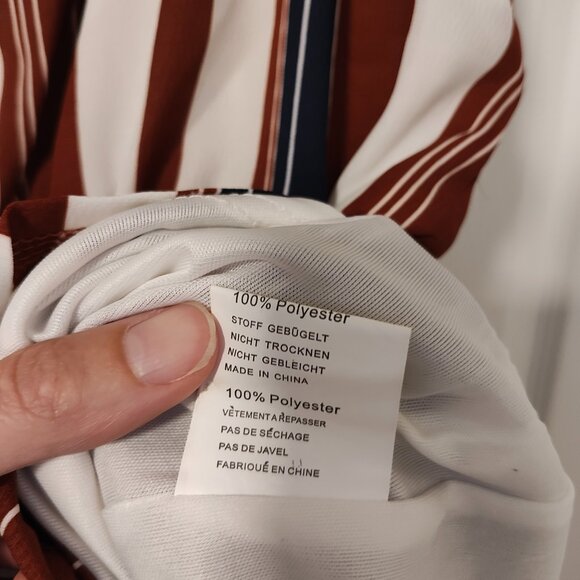 100% Polyester
STOFF GEBÜGELT
NICHT TROCKNEN
NICHT GEBLEICHT
MADE IN CHINA
100% Polyester
VÊTEMENT A REPASSER
PAS DE SÉCHAGE
PAS DE JAVEL
FABRIQUÉ EN CHINE